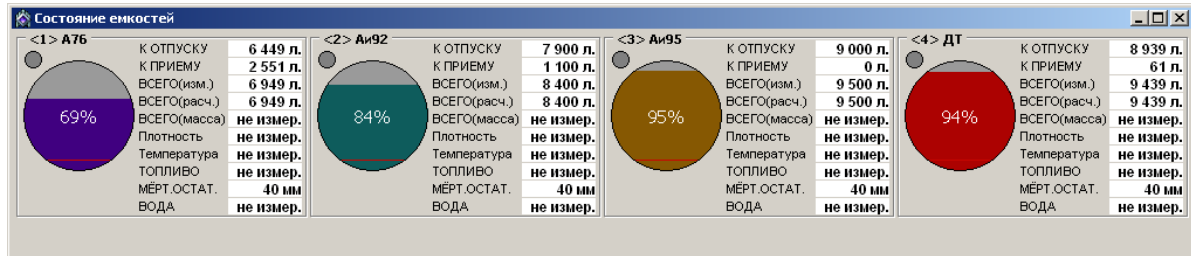 Состояние емкостей
<1> А76
К ОТПУСКУ 6 449 л.
К ПРИЕМУ 2 551 л.
ВСЕГО(изм.) 6 949 л.
ВСЕГО(расч.) 6 949 л.
ВСЕГО(масса) не измер.
Плотность не измер.
Температура не измер.
ТОПЛИВО не измер.
МЁРТ.ОСТАТ. 40 мм
ВОДА не измер.
69%
<2> Аи92
К ОТПУСКУ 7 900 л.
К ПРИЕМУ 1 100 л.
ВСЕГО(изм.) 8 400 л.
ВСЕГО(расч.) 8 400 л.
ВСЕГО(масса) не измер.
Плотность не измер.
Температура не измер.
ТОПЛИВО не измер.
МЁРТ.ОСТАТ. 40 мм
ВОДА не измер.
84%
<3> Аи95
К ОТПУСКУ 9 000 л.
К ПРИЕМУ 0 л.
ВСЕГО(изм.) 9 500 л.
ВСЕГО(расч.) 9 500 л.
ВСЕГО(масса) не измер.
Плотность не измер.
Температура не измер.
ТОПЛИВО не измер.
МЁРТ.ОСТАТ. 40 мм
ВОДА не измер.
95%
<4> ДТ
К ОТПУСКУ 8 939 л.
К ПРИЕМУ 61 л.
ВСЕГО(изм.) 9 439 л.
ВСЕГО(расч.) 9 439 л.
ВСЕГО(масса) не измер.
Плотность не измер.
Температура не измер.
ТОПЛИВО не измер.
МЁРТ.ОСТАТ. 40 мм
ВОДА не измер.
94%